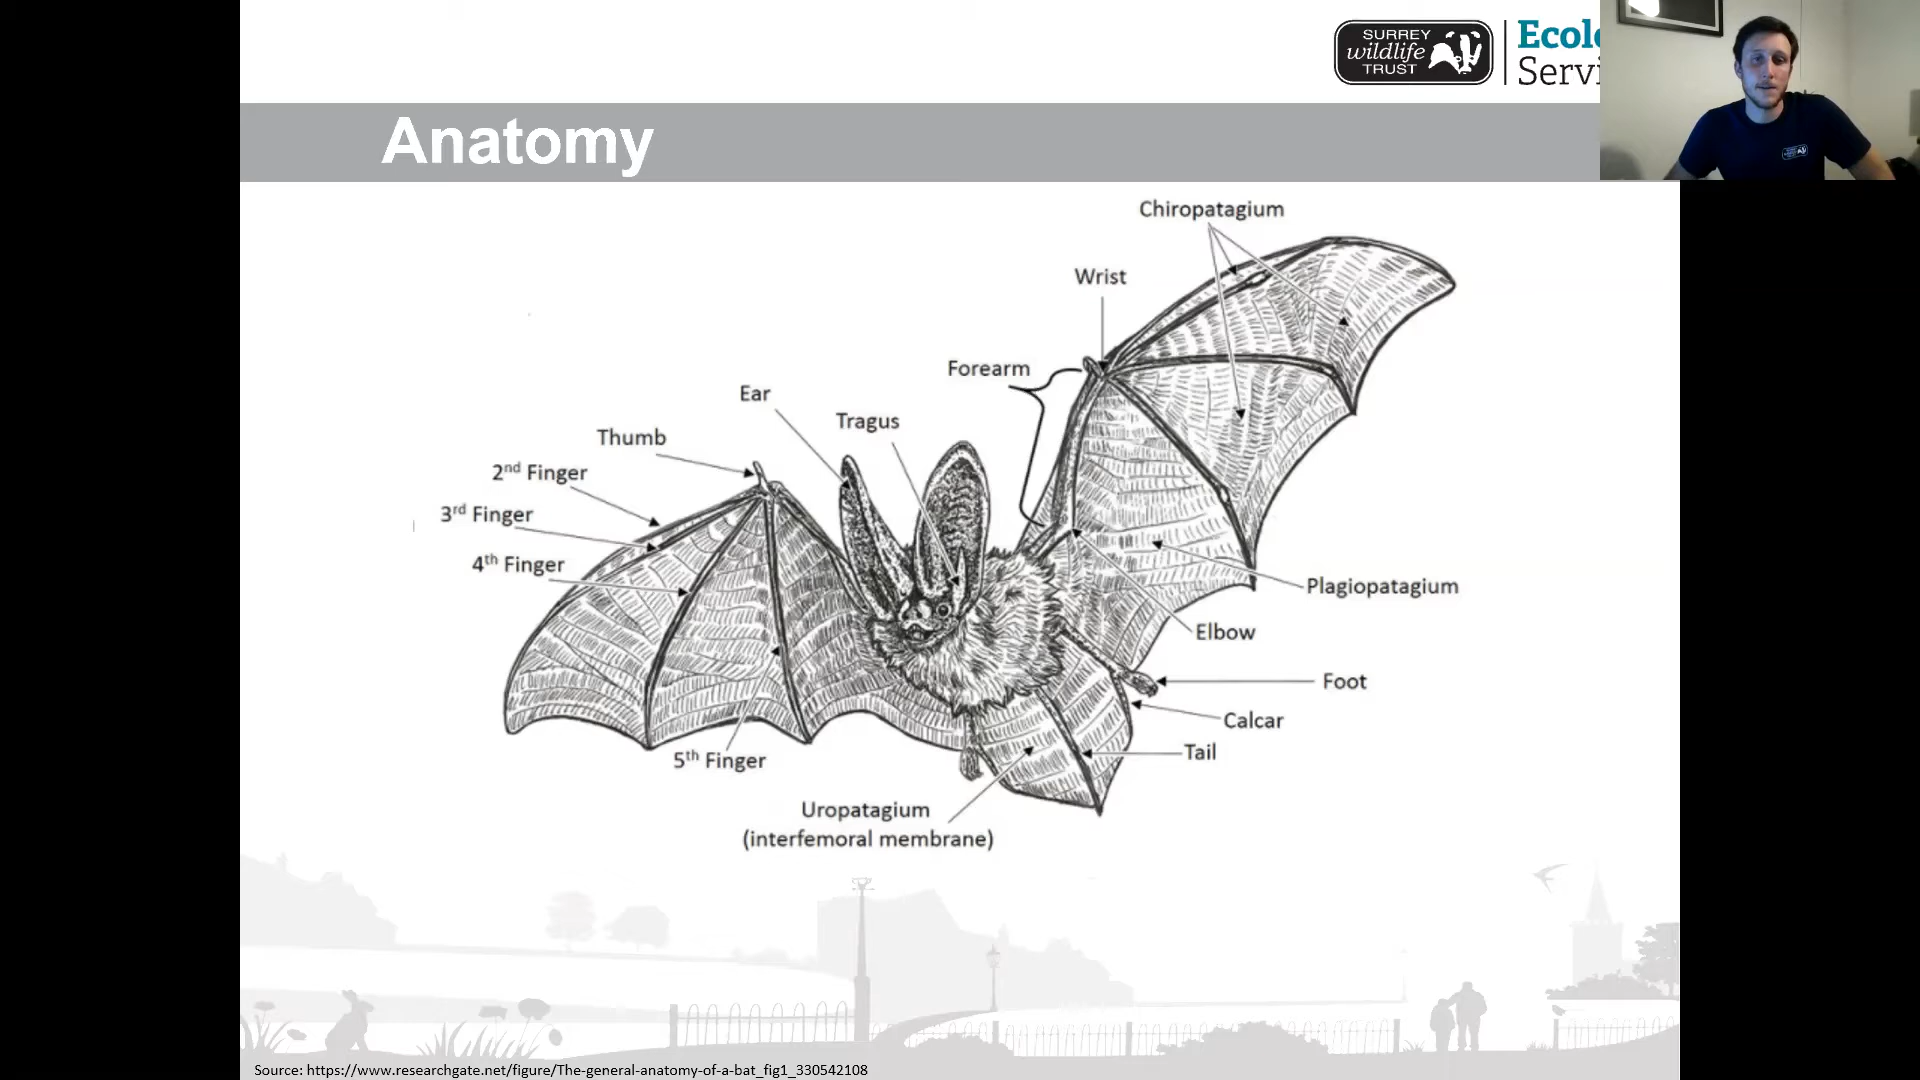 SURREY
wildlife
TRUST
Ecol
Servi
Anatomy
Chiropatagium
Wrist
Forearm
Ear
Tragus
Thumb
2nd Finger
3rd Finger
4th Finger
Plagiopatagium
Elbow
Foot
Calcar
Tail
5th Finger
Uropatagium
(interfemoral membrane)
Source: https://www.researchgate.net/figure/The-general-anatomy-of-a-bat_fig1_330542108